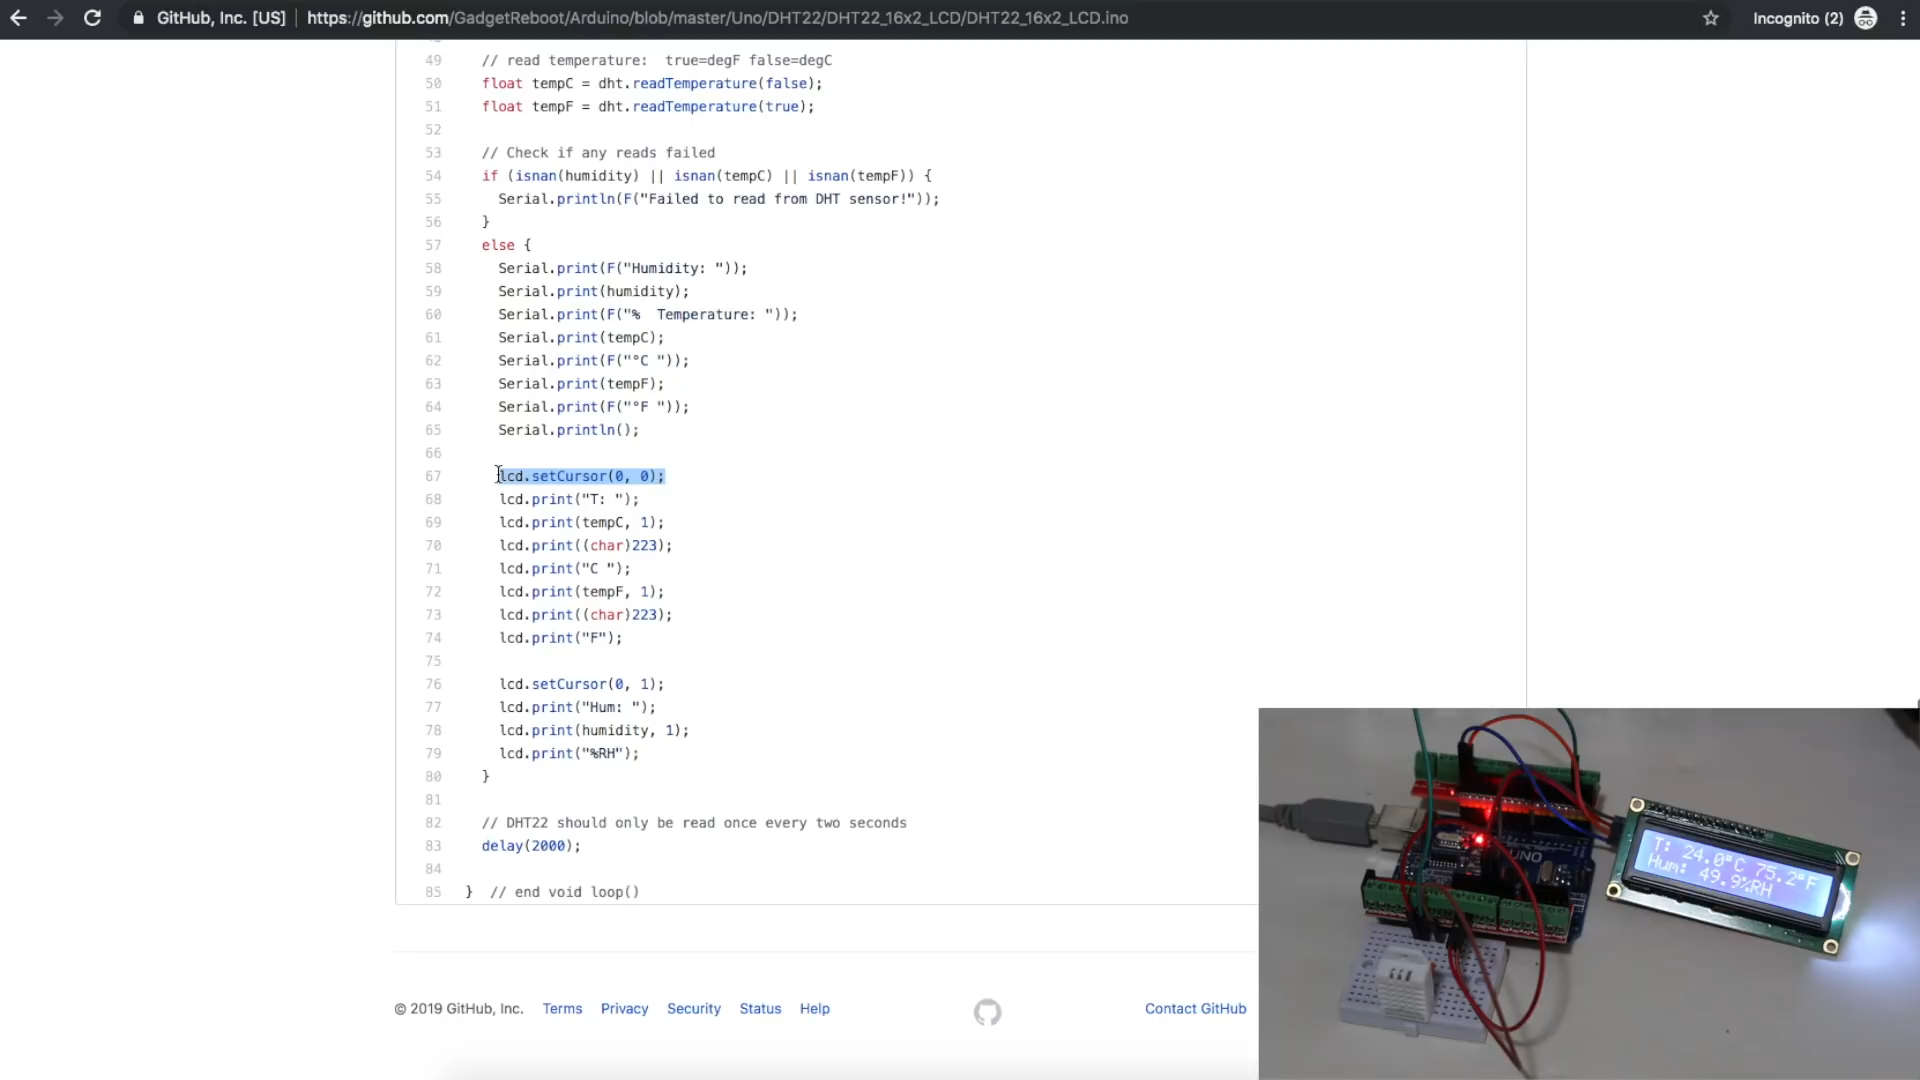 GitHub, Inc. [US] | https://github.com/GadgetReboot/Arduino/blob/master/Uno/DHT22/DHT22_16x2_LCD/DHT22_16x2_LCD.ino Incognito (2)
49 // read temperature:  true=degF false=degC
50 float tempC = dht.readTemperature(false);
51 float tempF = dht.readTemperature(true);
52
53 // Check if any reads failed
54 if (isnan(humidity) || isnan(tempC) || isnan(tempF)) {
55 Serial.println(F("Failed to read from DHT sensor!"));
56 }
57 else {
58 Serial.print(F("Humidity: "));
59 Serial.print(humidity);
60 Serial.print(F("%  Temperature: "));
61 Serial.print(tempC);
62 Serial.print(F("°C "));
63 Serial.print(tempF);
64 Serial.print(F("°F "));
65 Serial.println();
66
67 lcd.setCursor(0, 0);
68 lcd.print("T: ");
69 lcd.print(tempC, 1);
70 lcd.print((char)223);
71 lcd.print("C ");
72 lcd.print(tempF, 1);
73 lcd.print((char)223);
74 lcd.print("F");
75
76 lcd.setCursor(0, 1);
77 lcd.print("Hum: ");
78 lcd.print(humidity, 1);
79 lcd.print("%RH");
80 }
81
82 // DHT22 should only be read once every two seconds
83 delay(2000);
84
85 }  // end void loop()
© 2019 GitHub, Inc. Terms Privacy Security Status Help Contact GitHub
UNO
T: 24.0°C 75.2°F
Hum: 49.9%RH